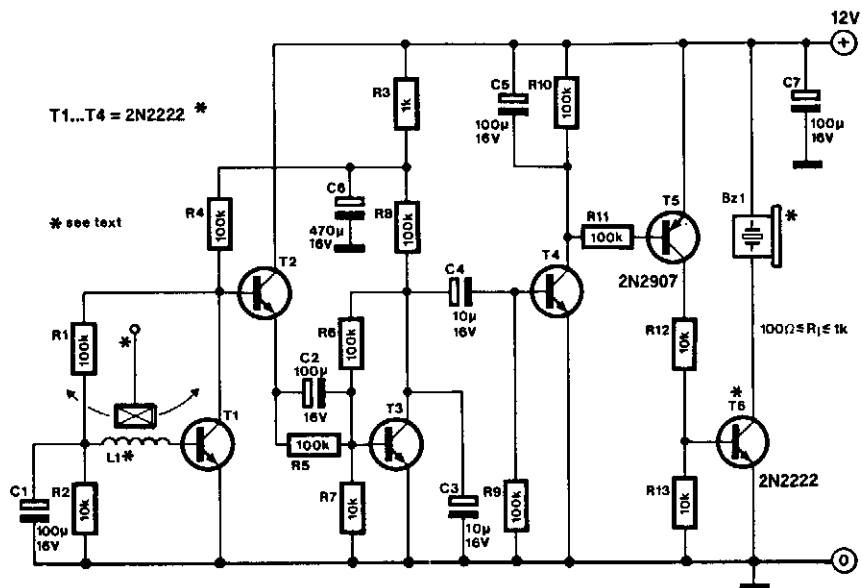 12V
+
T1...T4 = 2N2222 *
* see text
R3
1k
C5
100µ
16V
R10
100k
C7
100µ
16V
R4
100k
C6
470µ
16V
R8
100k
T2
T5
Bz1
*
R11
100k
C4
10µ
16V
T4
2N2907
R1
100k
*
R6
100k
C2
100µ
16V
R12
10k
100Ω ≤ Ri ≤ 1k
T1
L1*
R5
100k
T3
*
T6
2N2222
C1
100µ
16V
R2
10k
R7
10k
C3
10µ
16V
R9
100k
R13
10k
0